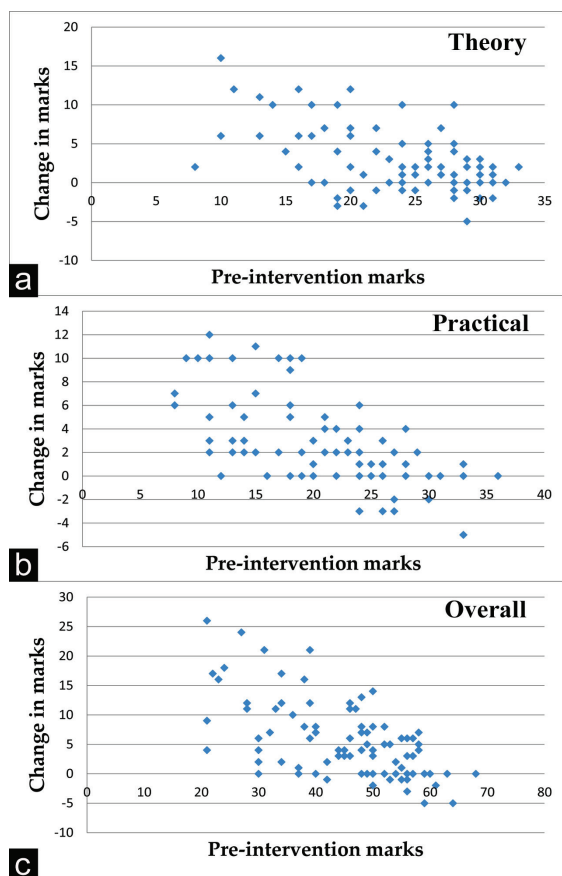 Theory
20
15
10
5
0
-5
-10
0 5 10 15 20 25 30 35
Change in marks
Pre-intervention marks
a
Practical
14
12
10
8
6
4
2
0
-2
-4
-6
0 5 10 15 20 25 30 35 40
Change in marks
Pre-intervention marks
b
Overall
30
25
20
15
10
5
0
-5
-10
0 10 20 30 40 50 60 70 80
Change in marks
Pre-intervention marks
c